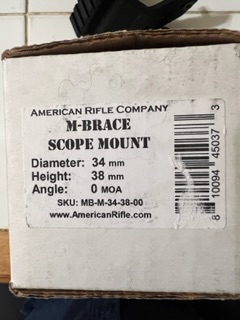 AMERICAN RIFLE COMPANY
M-BRACE
SCOPE MOUNT
Diameter: 34 mm
Height: 38 mm
Angle: 0 MOA
SKU: MB-M-34-38-00
www.AmericanRifle.com
8 10094 45037 3